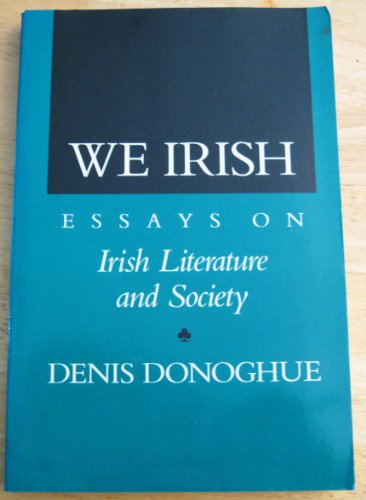 WE IRISH
ESSAYS ON
Irish Literature
and Society
DENIS DONOGHUE